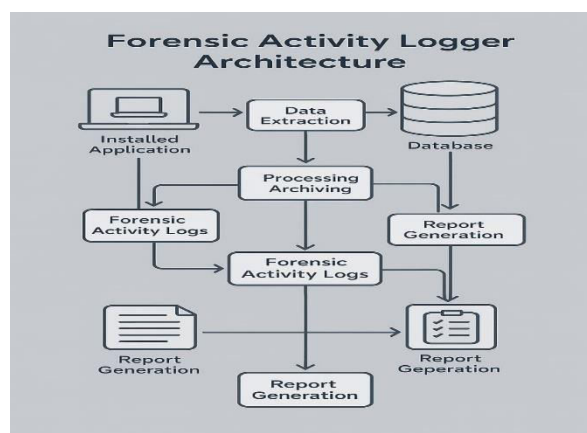 Forensic Activity Logger
Architecture
Data
Extraction
Installed
Application
Database
Processing
Archiving
Forensic
Activity Logs
Report
Generation
Forensic
Activity Logs
Report
Generation
Report
Geperation
Report
Generation